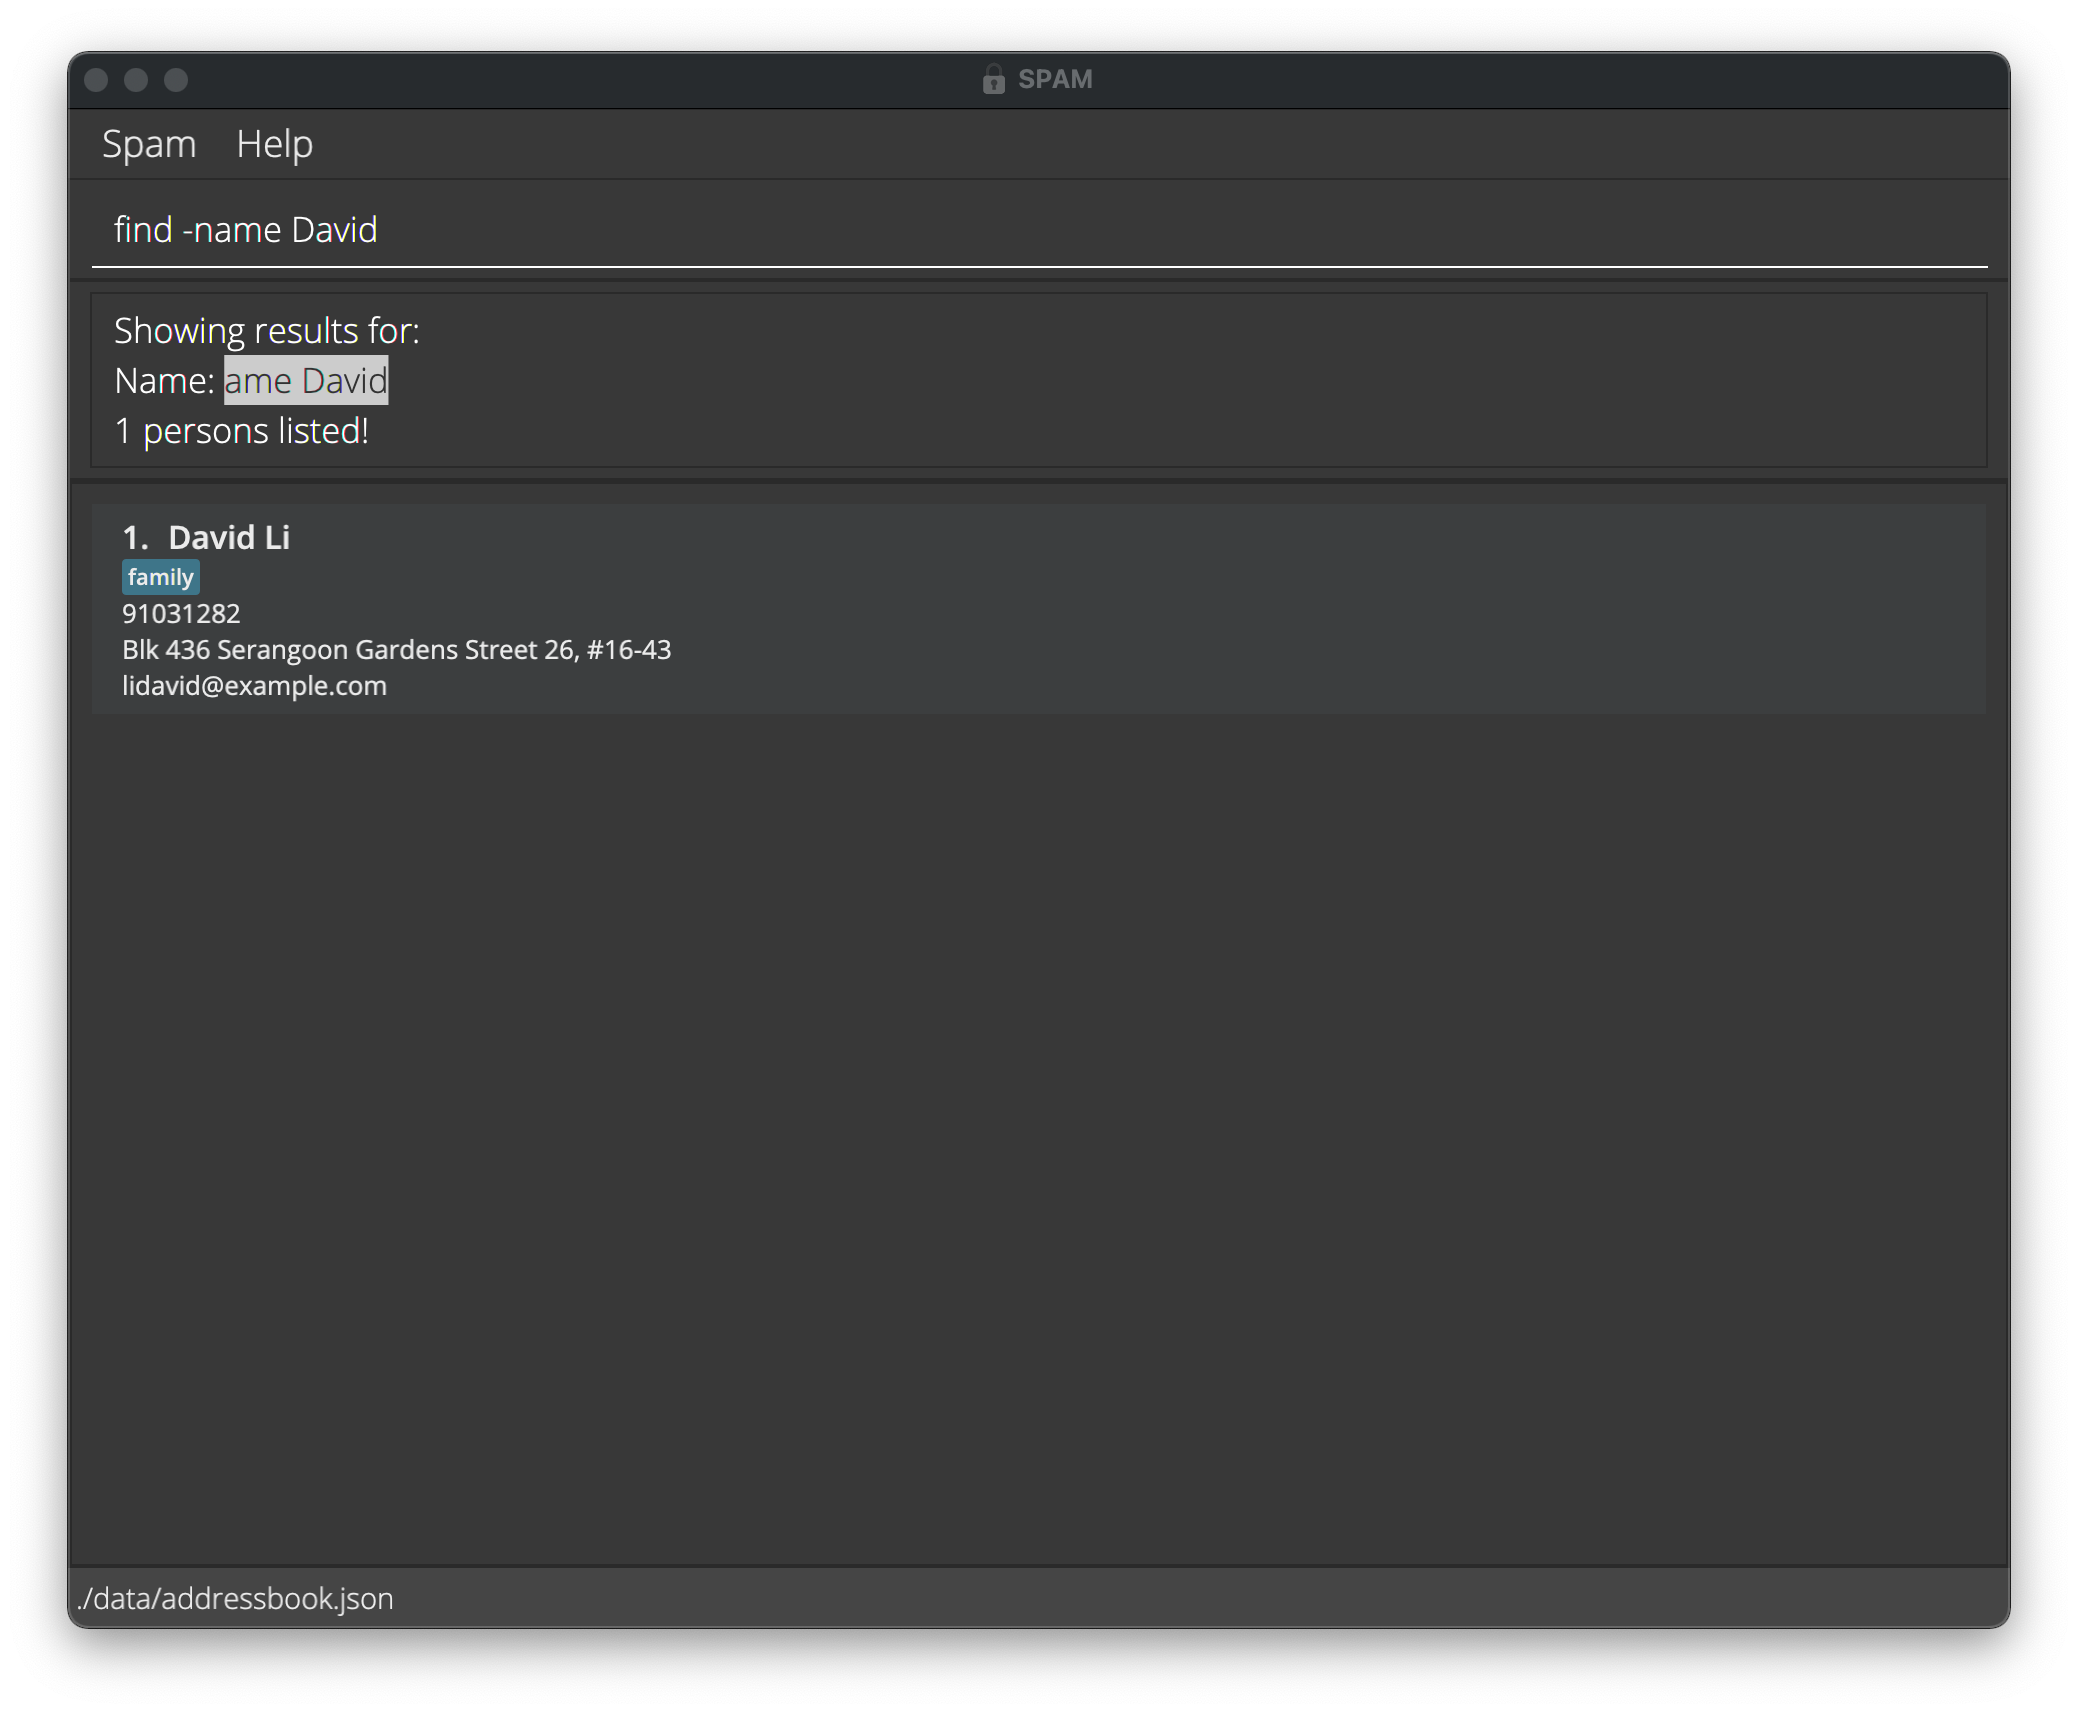 SPAM
Spam Help
find -name David
Showing results for:
Name: ame David
1 persons listed!
1. David Li
family
91031282
Blk 436 Serangoon Gardens Street 26, #16-43
lidavid@example.com
./data/addressbook.json